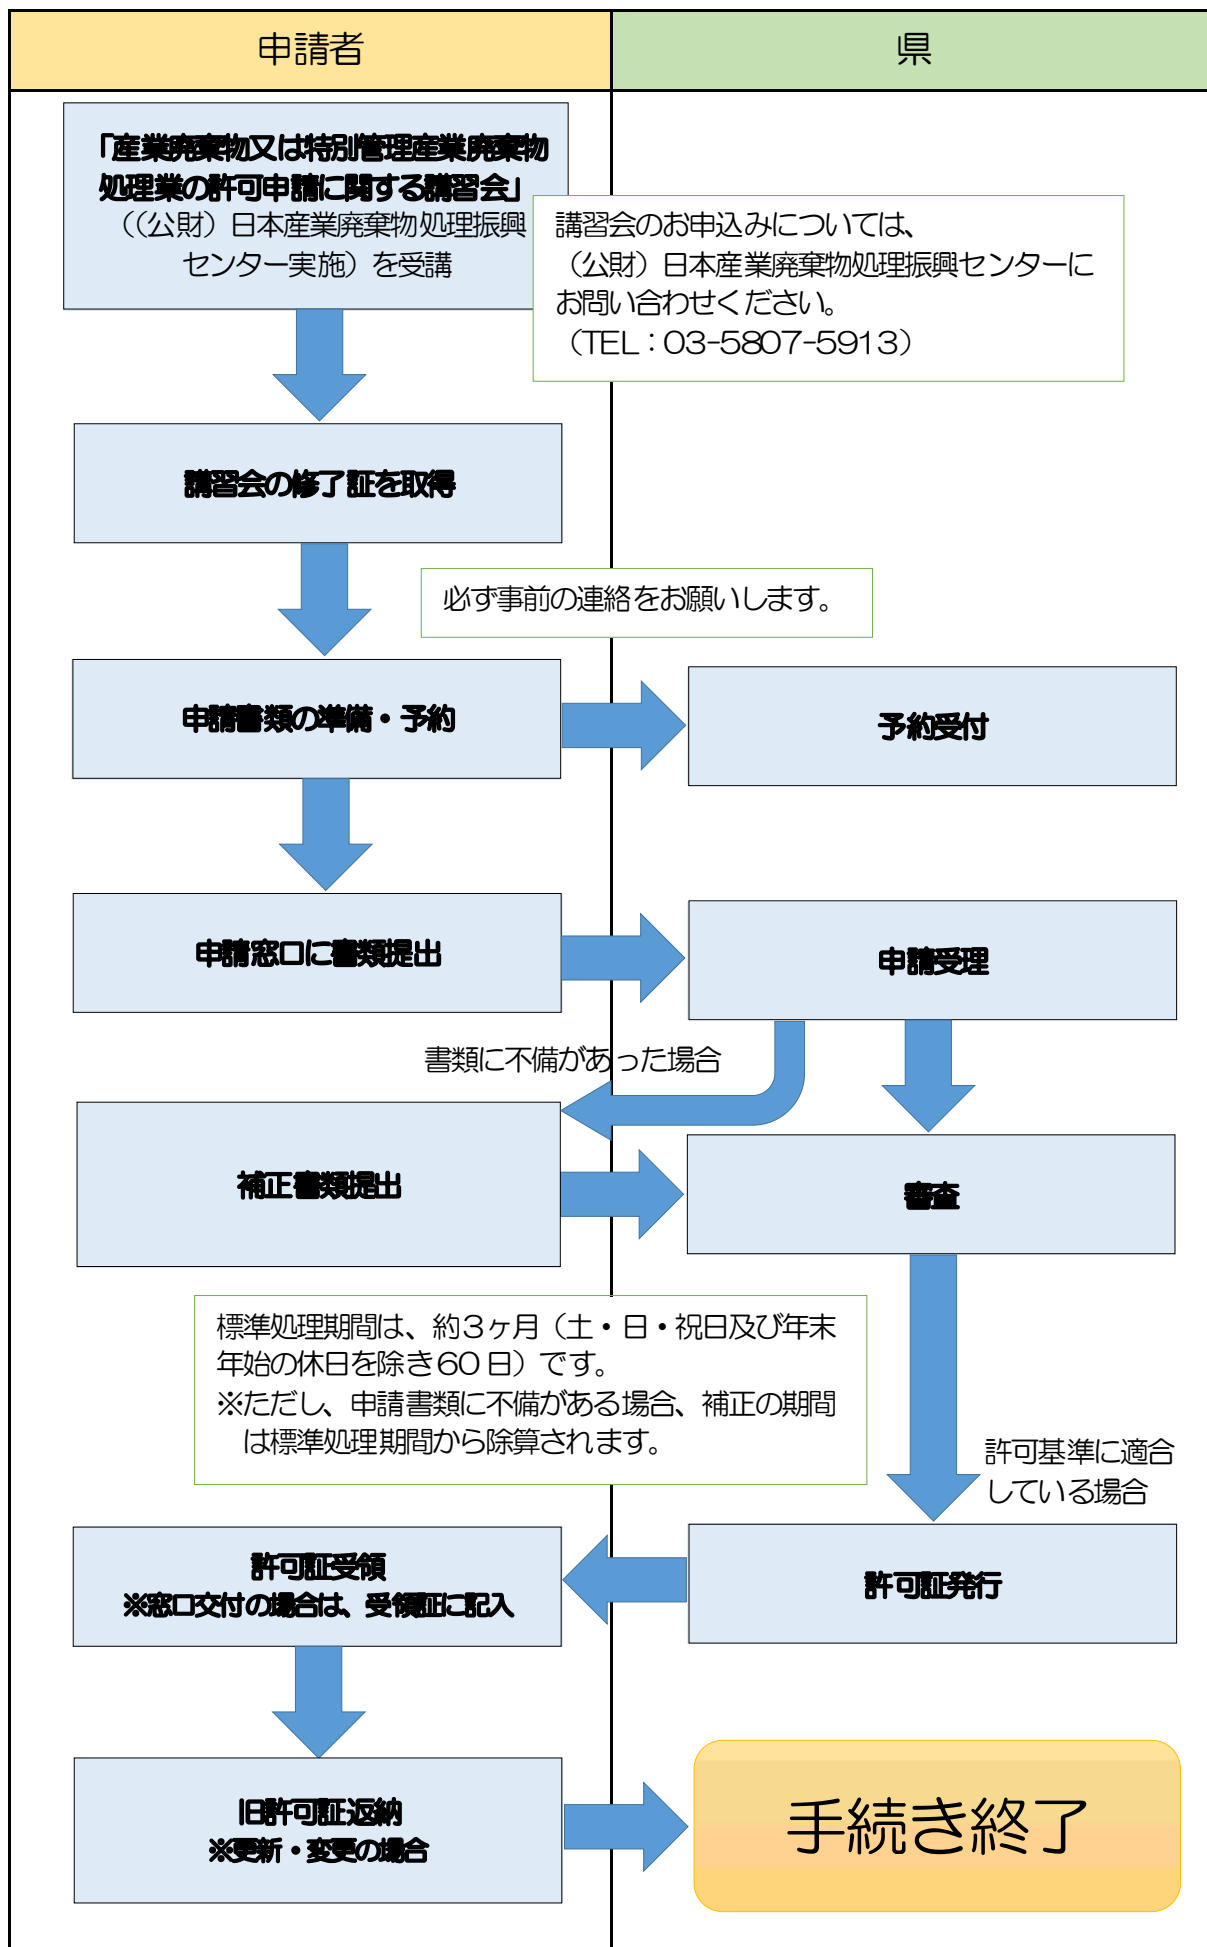 申請者
県
「産業廃棄物又は特別管理産業廃棄物
処理業の許可申請に関する講習会」
（（公財）日本産業廃棄物処理振興
センター実施）を受講
講習会のお申込みについては、
（公財）日本産業廃棄物処理振興センターに
お問い合わせください。
（TEL：03-5807-5913）
講習会の修了証を取得
必ず事前の連絡をお願いします。
申請書類の準備・予約
予約受付
申請窓口に書類提出
申請受理
書類に不備があった場合
補正書類提出
審査
標準処理期間は、約３ヶ月（土・日・祝日及び年末
年始の休日を除き60日）です。
※ただし、申請書類に不備がある場合、補正の期間
は標準処理期間から除算されます。
許可基準に適合
している場合
許可証受領
※窓口交付の場合は、受領証に記入
許可証発行
旧許可証返納
※更新・変更の場合
手続き終了